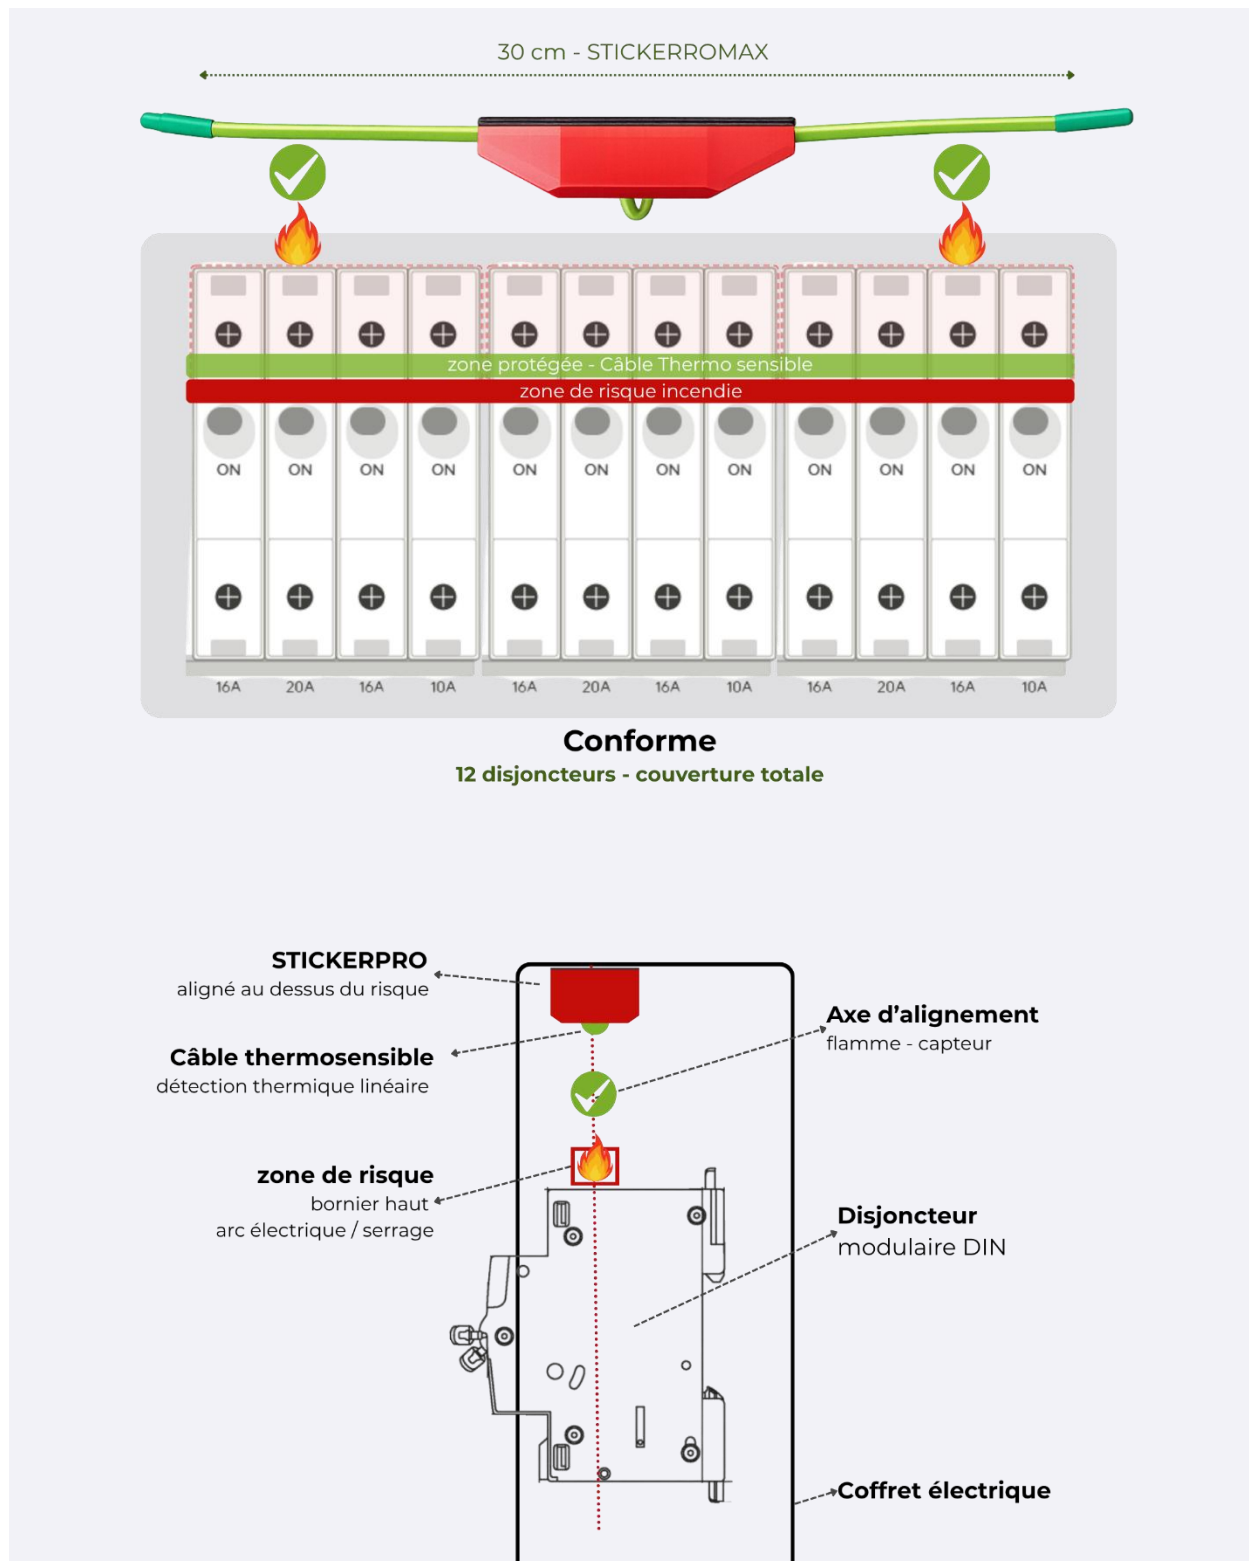 30 cm - STICKERROMAX
zone protégée - Câble Thermo sensible
zone de risque incendie
ON ON ON ON ON ON ON ON ON ON ON ON
16A 20A 16A 10A 16A 20A 16A 10A 16A 20A 16A 10A
Conforme
12 disjoncteurs - couverture totale
STICKERPRO
aligné au dessus du risque
Axe d'alignement
flamme - capteur
Câble thermosensible
détection thermique linéaire
zone de risque
bornier haut
arc électrique / serrage
Disjoncteur
modulaire DIN
Coffret électrique